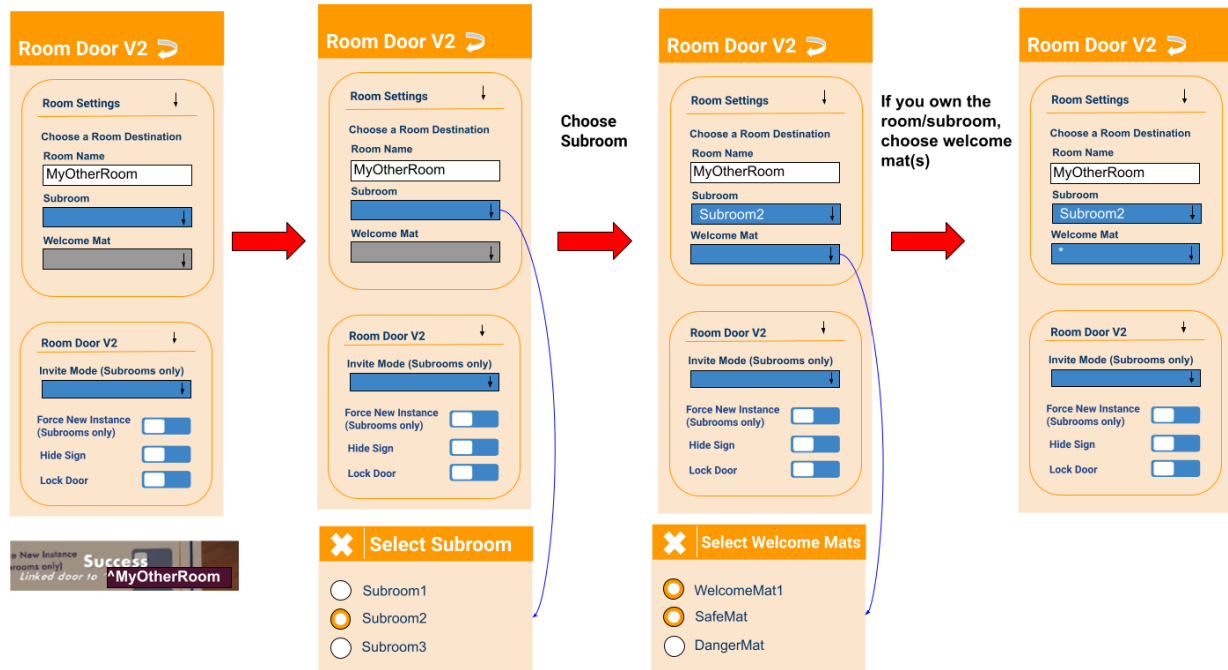 Room Door V2
Room Settings
Choose a Room Destination
Room Name
MyOtherRoom
Subroom
Welcome Mat
Room Door V2
Invite Mode (Subrooms only)
Force New Instance
(Subrooms only)
Hide Sign
Lock Door
e New Instance
rooms only)
Success
Linked door to
^MyOtherRoom
Room Door V2
Room Settings
Choose a Room Destination
Room Name
MyOtherRoom
Subroom
Welcome Mat
Room Door V2
Invite Mode (Subrooms only)
Force New Instance
(Subrooms only)
Hide Sign
Lock Door
Select Subroom
Subroom1
Subroom2
Subroom3
Choose
Subroom
Room Door V2
Room Settings
Choose a Room Destination
Room Name
MyOtherRoom
Subroom
Subroom2
Welcome Mat
Room Door V2
Invite Mode (Subrooms only)
Force New Instance
(Subrooms only)
Hide Sign
Lock Door
Select Welcome Mats
WelcomeMat1
SafeMat
DangerMat
If you own the
room/subroom,
choose welcome
mat(s)
Room Door V2
Room Settings
Choose a Room Destination
Room Name
MyOtherRoom
Subroom
Subroom2
Welcome Mat
*
Room Door V2
Invite Mode (Subrooms only)
Force New Instance
(Subrooms only)
Hide Sign
Lock Door